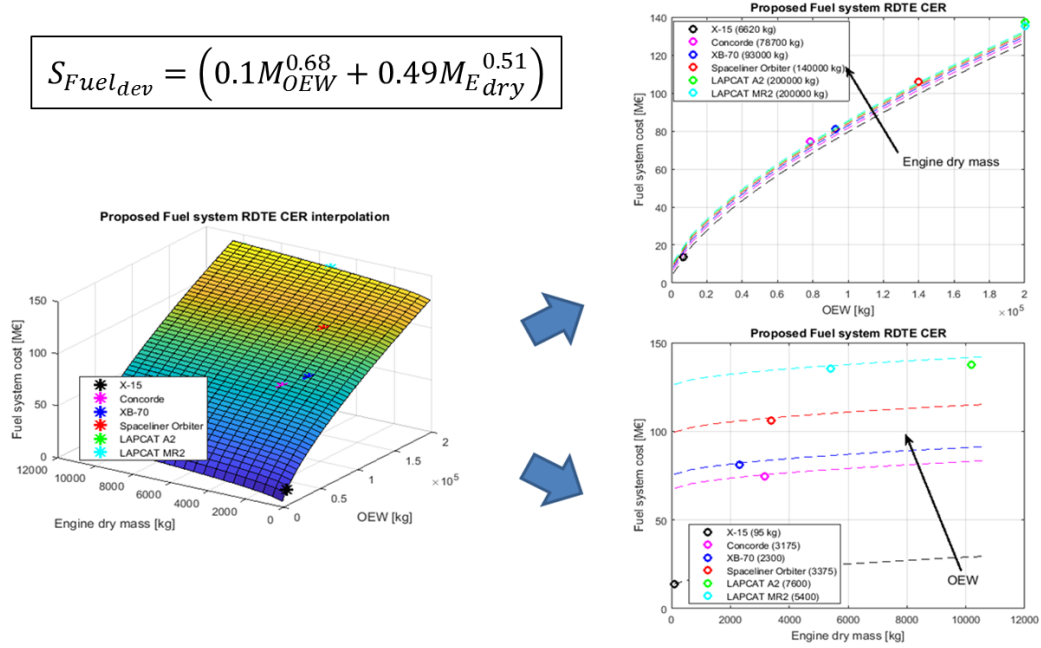 S_{Fuel_{dev}} = (0.1M_{OEW}^{0.68} + 0.49M_{E_{dry}}^{0.51})
Proposed Fuel system RDTE CER
Fuel system cost [M€]
140
120
100
80
60
40
20
0
X-15 (6620 kg)
Concorde (78700 kg)
XB-70 (93000 kg)
Spaceliner Orbiter (140000 kg)
LAPCAT A2 (200000 kg)
LAPCAT MR2 (200000 kg)
Engine dry mass
0 0.2 0.4 0.6 0.8 1 1.2 1.4 1.6 1.8 2
OEW [kg]
× 10^5
Proposed Fuel system RDTE CER interpolation
Fuel system cost [M€]
150
100
50
0
X-15
Concorde
XB-70
Spaceliner Orbiter
LAPCAT A2
LAPCAT MR2
12000 10000 8000 6000 4000 2000 0
Engine dry mass [kg]
0 0.5 1 1.5 2
× 10^5
OEW [kg]
Proposed Fuel system RDTE CER
Fuel system cost [M€]
150
100
50
0
X-15 (95 kg)
Concorde (3175)
XB-70 (2300)
Spaceliner Orbiter (3375)
LAPCAT A2 (7600)
LAPCAT MR2 (5400)
OEW
0 2000 4000 6000 8000 10000 12000
Engine dry mass [kg]